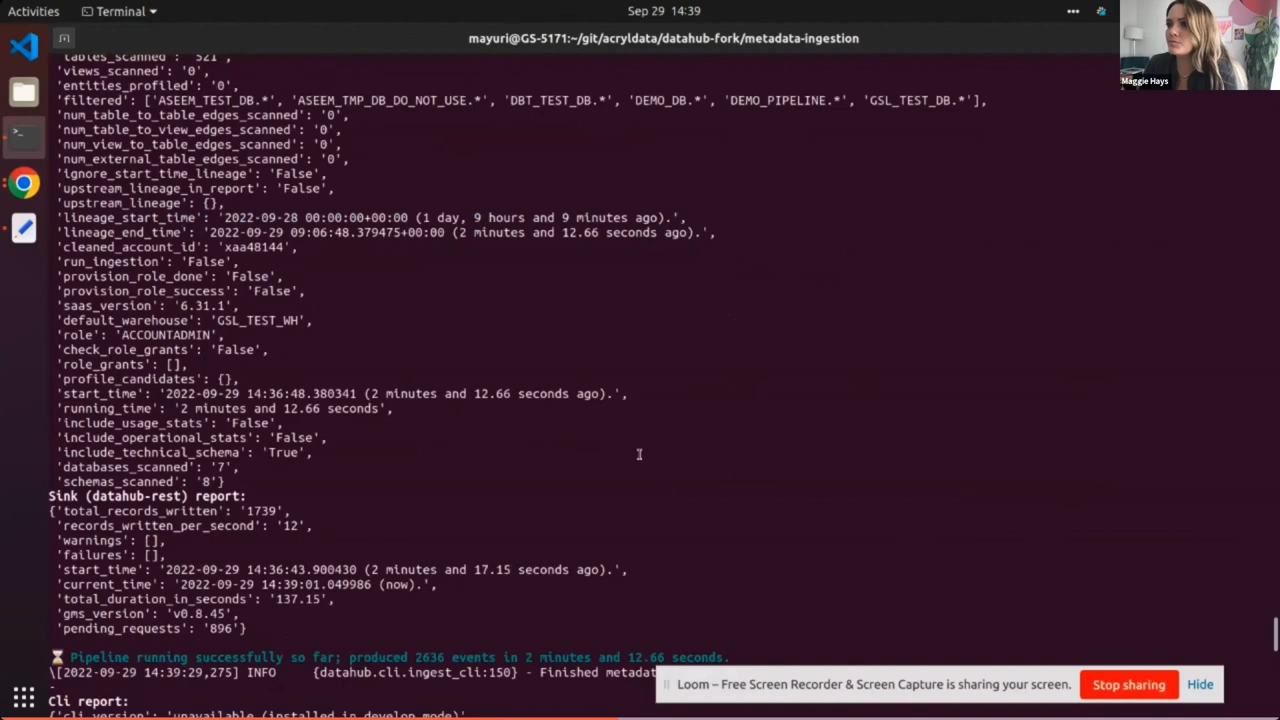 Activities
Terminal
Sep 29 14:39
mayuri@GS-5171:~/git/acryldata/datahub-fork/metadata-ingestion
Maggie Hays
'tables_scanned': '521',
'views_scanned': '0',
'entities_profiled': '0',
'filtered': ['ASEEM_TEST_DB.*', 'ASEEM_TMP_DB_DO_NOT_USE.*', 'DBT_TEST_DB.*', 'DEMO_DB.*', 'DEMO_PIPELINE.*', 'GSL_TEST_DB.*'],
'num_table_to_table_edges_scanned': '0',
'num_table_to_view_edges_scanned': '0',
'num_view_to_table_edges_scanned': '0',
'num_external_table_edges_scanned': '0',
'ignore_start_time_lineage': 'False',
'upstream_lineage_in_report': 'False',
'upstream_lineage': {},
'lineage_start_time': '2022-09-28 00:00:00+00:00 (1 day, 9 hours and 9 minutes ago).',
'lineage_end_time': '2022-09-29 09:06:48.379475+00:00 (2 minutes and 12.66 seconds ago).',
'cleaned_account_id': 'xaa48144',
'run_ingestion': 'False',
'provision_role_done': 'False',
'provision_role_success': 'False',
'saas_version': '6.31.1',
'default_warehouse': 'GSL_TEST_WH',
'role': 'ACCOUNTADMIN',
'check_role_grants': 'False',
'role_grants': [],
'profile_candidates': {},
'start_time': '2022-09-29 14:36:48.380341 (2 minutes and 12.66 seconds ago).',
'running_time': '2 minutes and 12.66 seconds',
'include_usage_stats': 'False',
'include_operational_stats': 'False',
'include_technical_schema': 'True',
'databases_scanned': '7',
'schemas_scanned': '8'}
Sink (datahub-rest) report:
{'total_records_written': '1739',
'records_written_per_second': '12',
'warnings': [],
'failures': [],
'start_time': '2022-09-29 14:36:43.900430 (2 minutes and 17.15 seconds ago).',
'current_time': '2022-09-29 14:39:01.049986 (now).',
'total_duration_in_seconds': '137.15',
'gms_version': 'v0.8.45',
'pending_requests': '896'}
Pipeline running successfully so far; produced 2636 events in 2 minutes and 12.66 seconds.
\[2022-09-29 14:39:29,275] INFO {datahub.cli.ingest_cli:150} - Finished metadat
-
Cli report:
{'cli_version': 'unavailable (installed in develop mode)'
Loom – Free Screen Recorder & Screen Capture is sharing your screen.
Stop sharing
Hide